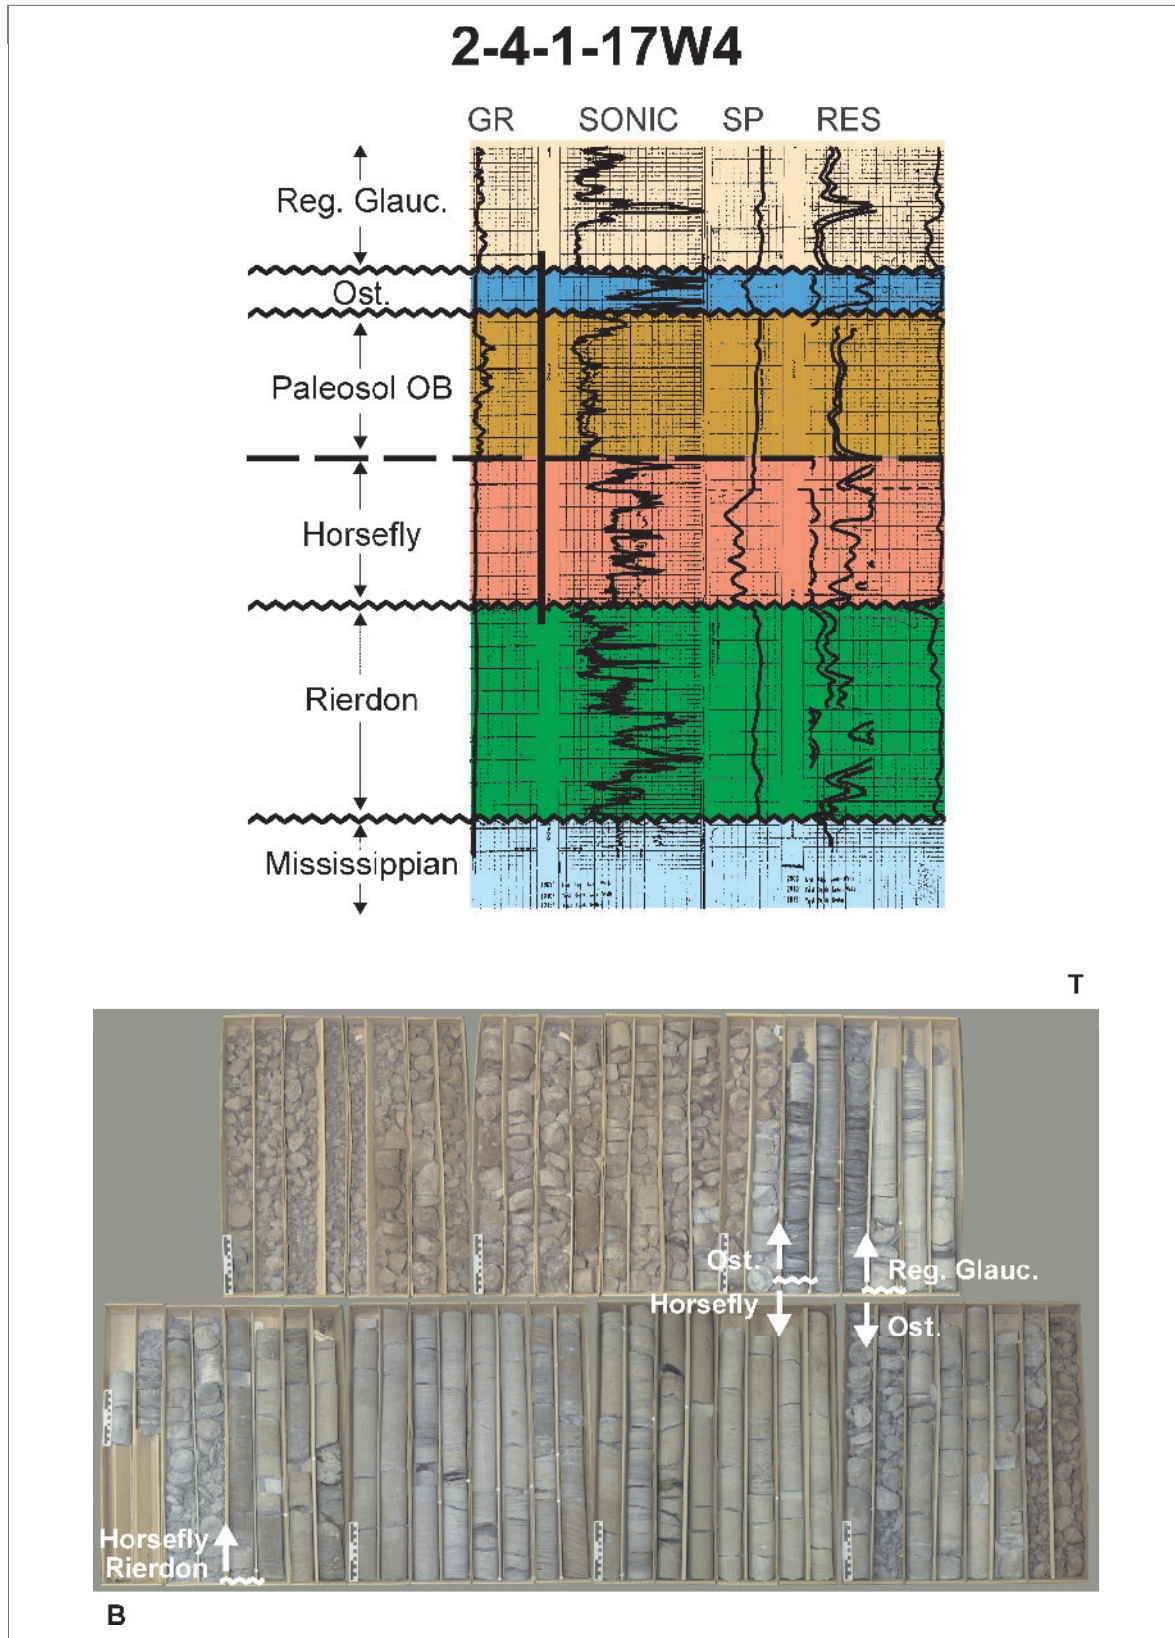 2-4-1-17W4
GR SONIC SP RES
Reg. Glauc.
Ost.
Paleosol OB
Horsefly
Rierdon
Mississippian
T
Ost.
Reg. Glauc.
Horsefly
Ost.
Horsefly
Rierdon
B